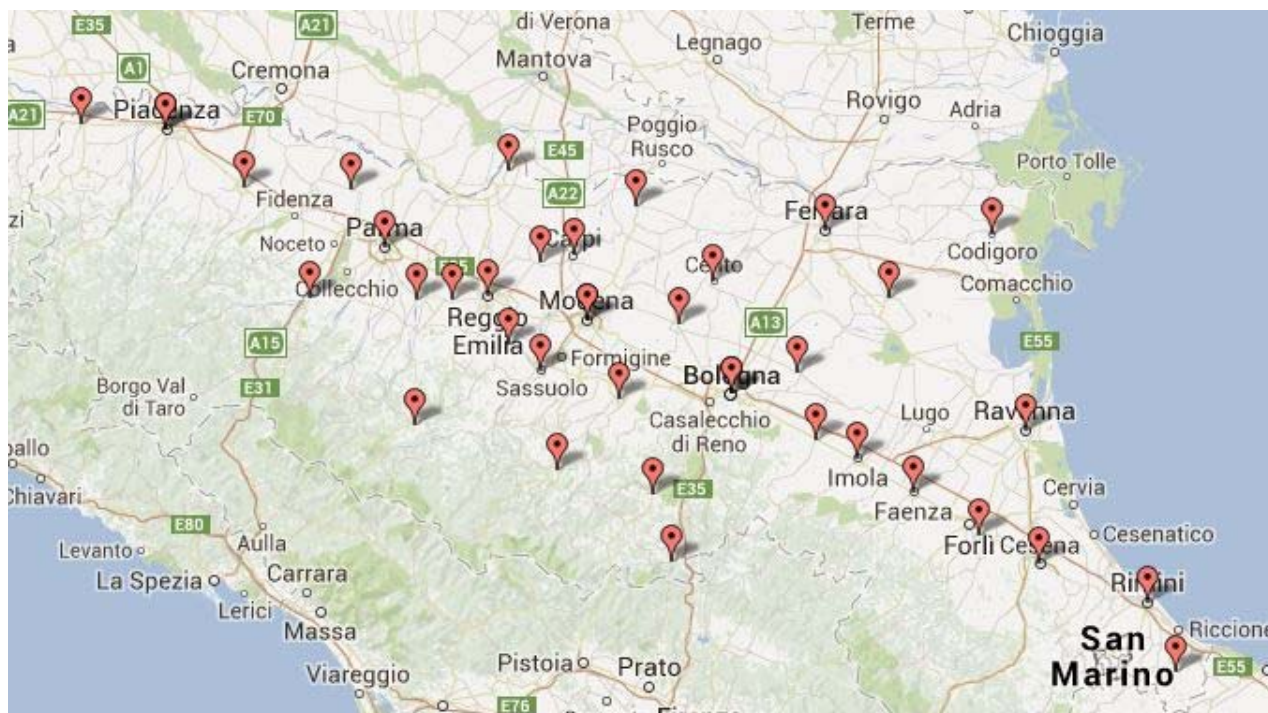 E35
A21
di Verona
Terme
Chioggia
Legnago
A1
Cremona
Mantova
Rovigo
Adria
A21
Piacenza
E70
Poggio
Rusco
E45
Porto Tolle
Fidenza
A22
Ferrara
zi
Parma
Noceto
Carpi
Codigoro
Cento
Collecchio
Comacchio
Modena
Reggio
Emilia
A13
A15
E55
Formigine
Sassuolo
Bologna
E31
Borgo Val
di Taro
Casalecchio
di Reno
Lugo
Ravenna
Imola
Chiavari
E35
Cervia
E80
Faenza
Levanto
Aulla
Forlì
Cesena
Cesenatico
La Spezia
Carrara
Lerici
Massa
Rimini
Riccione
San
Marino
Pistoia
Prato
E55
Viareggio
E76